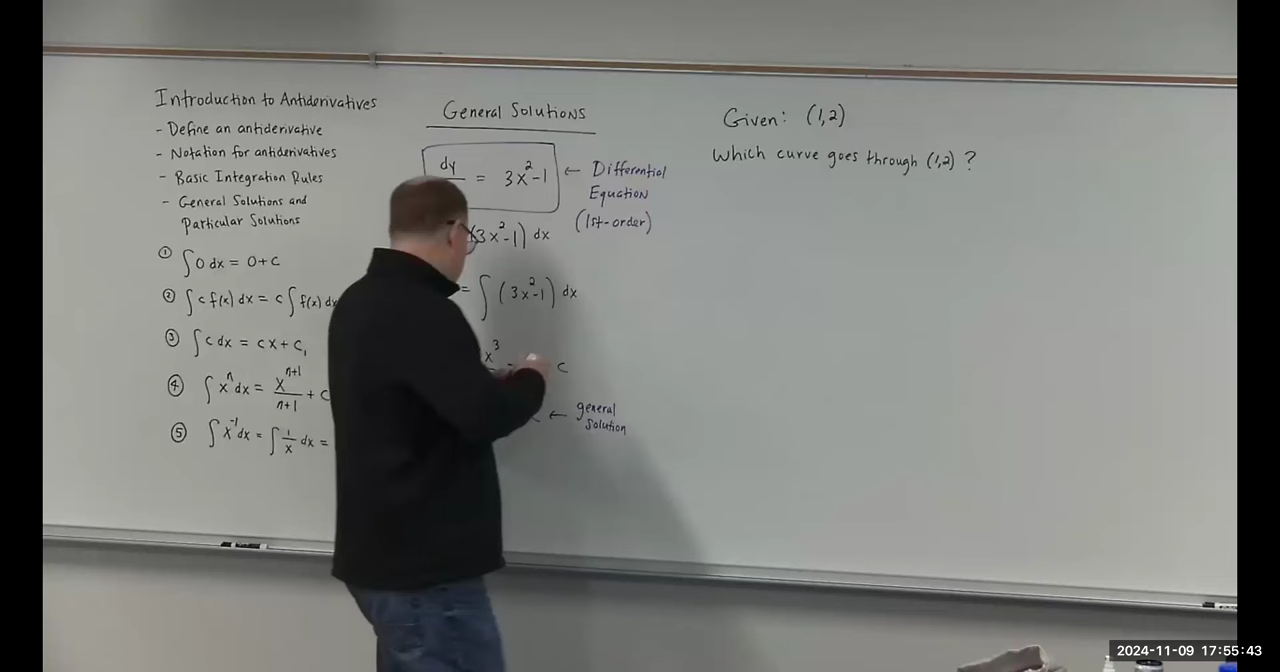 Introduction to Antiderivatives
- Define an antiderivative
- Notation for antiderivatives
- Basic Integration Rules
- General Solutions and
Particular Solutions
① ∫ 0 dx = 0 + C
② ∫ c f(x) dx = c ∫ f(x) dx
③ ∫ c dx = cx + C₁
④ ∫ xⁿ dx = xⁿ⁺¹/n+1 + C
⑤ ∫ x⁻¹ dx = ∫ 1/x dx =
General Solutions
dy = 3x²-1 ← Differential
Equation
(1st-order)
(3x²-1) dx
= ∫ (3x²-1) dx
x³ C
← general
solution
Given: (1,2)
Which curve goes through (1,2) ?
2024-11-09 17:55:43